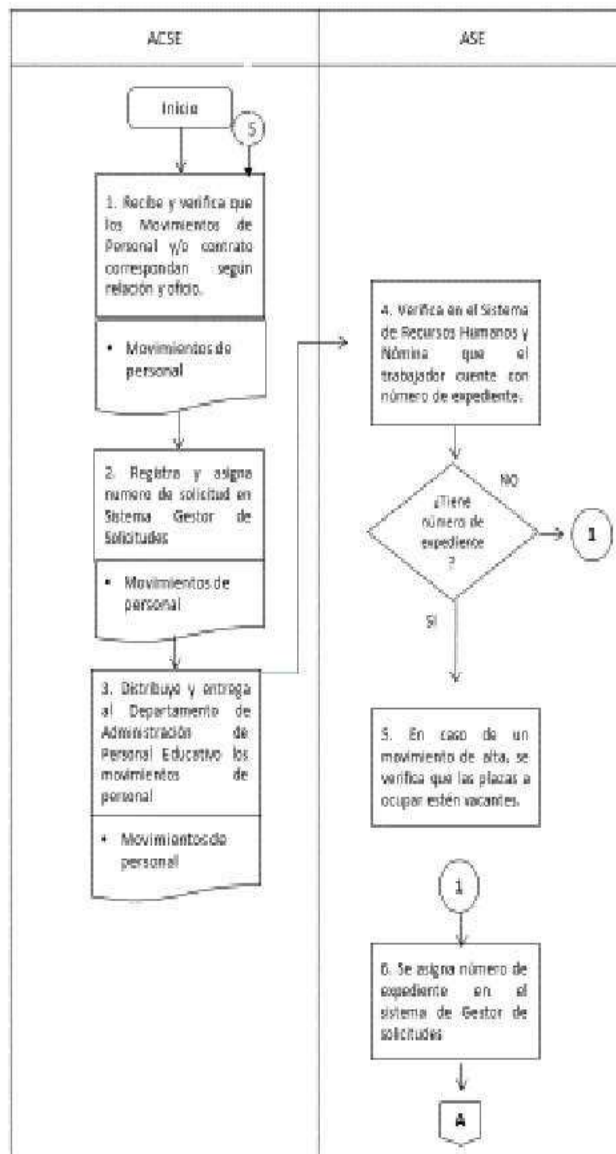 ACSE
ASE
Inicio
5
1. Recibe y verifica que
los Movimientos de
Personal y/o contrato
correspondan según
relación y oficio.
• Movimientos de
personal
2. Registra y asigna
numero de solicitud en
Sistema Gestor de
Solicitudes
• Movimientos de
personal
3. Distribuye y entrega
al Departamento de
Administración de
Personal Educativo los
movimientos de
personal
• Movimientos de
personal
4. Verifica en el Sistema
de Recursos Humanos y
Nómina que el
trabajador cuente con
número de expediente.
¿Tiene
número de
expediente
?
NO
1
SI
5. En caso de un
movimiento de alta, se
verifica que las plazas a
ocupar estén vacantes.
1
6. Se asigna número de
expediente en el
sistema de Gestor de
solicitudes
A